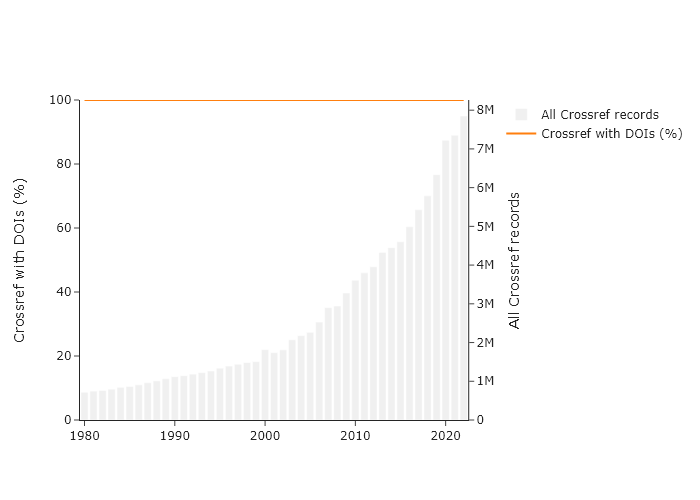 100
80
60
40
20
0
8M
7M
6M
5M
4M
3M
2M
1M
0
1980
1990
2000
2010
2020
Crossref with DOIs (%)
All Crossref records
All Crossref records
Crossref with DOIs (%)